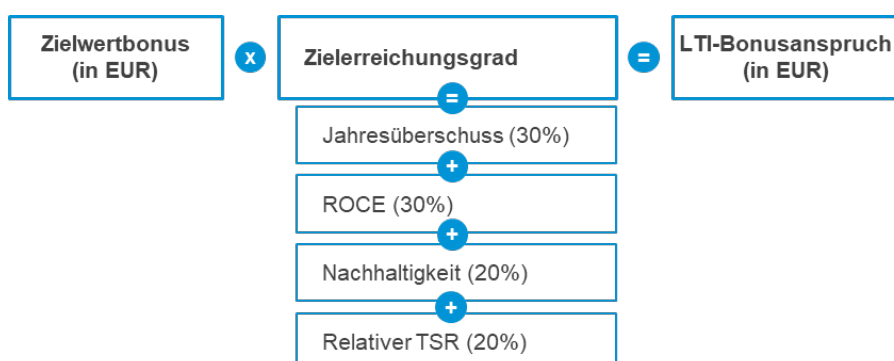 Zielwertbonus
(in EUR)
x
Zielerreichungsgrad
=
LTI-Bonusanspruch
(in EUR)
=
Jahresüberschuss (30%)
+
ROCE (30%)
+
Nachhaltigkeit (20%)
+
Relativer TSR (20%)